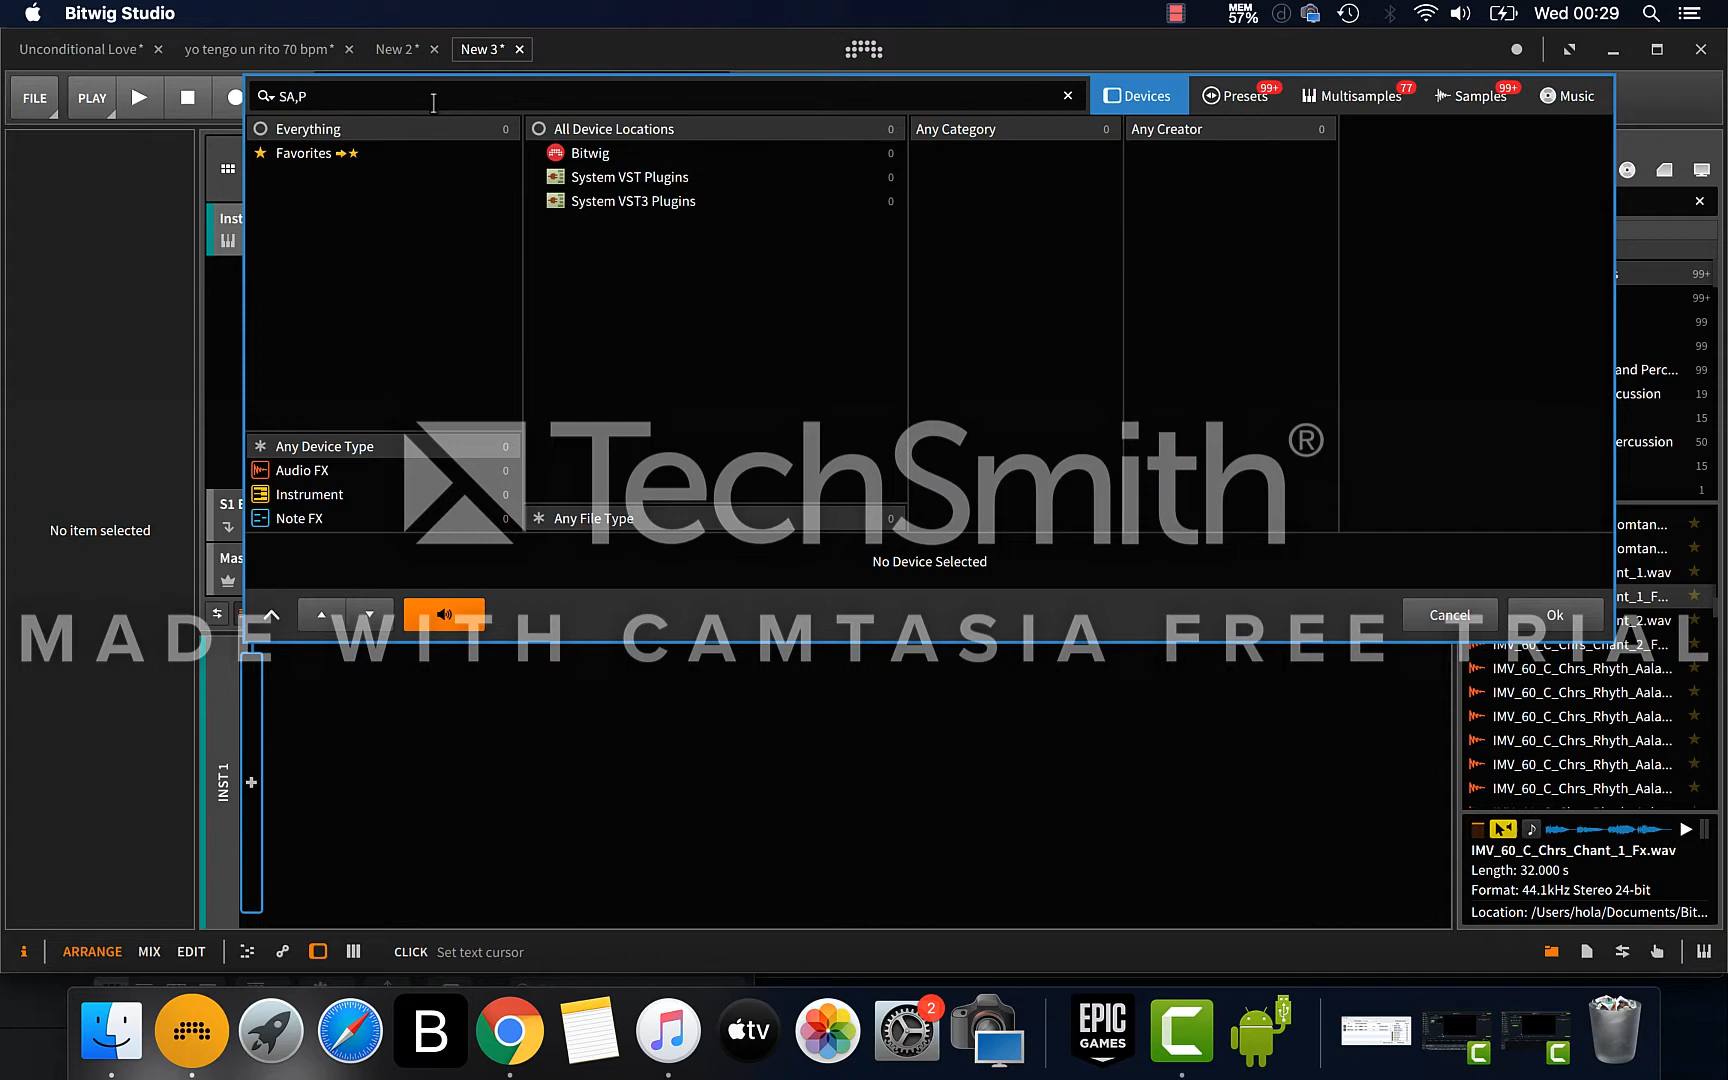 Bitwig Studio
MEM 57%
Wed 00:29
Unconditional Love*
yo tengo un rito 70 bpm*
New 2*
New 3*
FILE
PLAY
SA,P
Devices
Presets
99+
Multisamples
77
Samples
99+
Music
Everything 0
All Device Locations 0
Any Category 0
Any Creator 0
Favorites
Bitwig 0
System VST Plugins 0
System VST3 Plugins 0
Inst
99+
99+
99
99
and Perc... 99
cussion 19
15
ercussion 50
15
1
Any Device Type 0
Audio FX 0
Instrument 0
Note FX 0
Any File Type 0
TechSmith®
S1
No item selected
No Device Selected
Mas
Cancel
Ok
MADE WITH CAMTASIA FREE TRIAL
omtan...
omtan...
nt_1.wav
nt_1_F...
nt_2.wav
IMV_60_C_Chrs_Chant_2_F...
IMV_60_C_Chrs_Rhyth_Aala...
IMV_60_C_Chrs_Rhyth_Aala...
IMV_60_C_Chrs_Rhyth_Aala...
IMV_60_C_Chrs_Rhyth_Aala...
IMV_60_C_Chrs_Rhyth_Aala...
IMV_60_C_Chrs_Rhyth_Aala...
INST 1
IMV_60_C_Chrs_Chant_1_Fx.wav
Length: 32.000 s
Format: 44.1kHz Stereo 24-bit
Location: /Users/hola/Documents/Bit...
ARRANGE
MIX
EDIT
CLICK Set text cursor
B
tv
2
EPIC GAMES
C